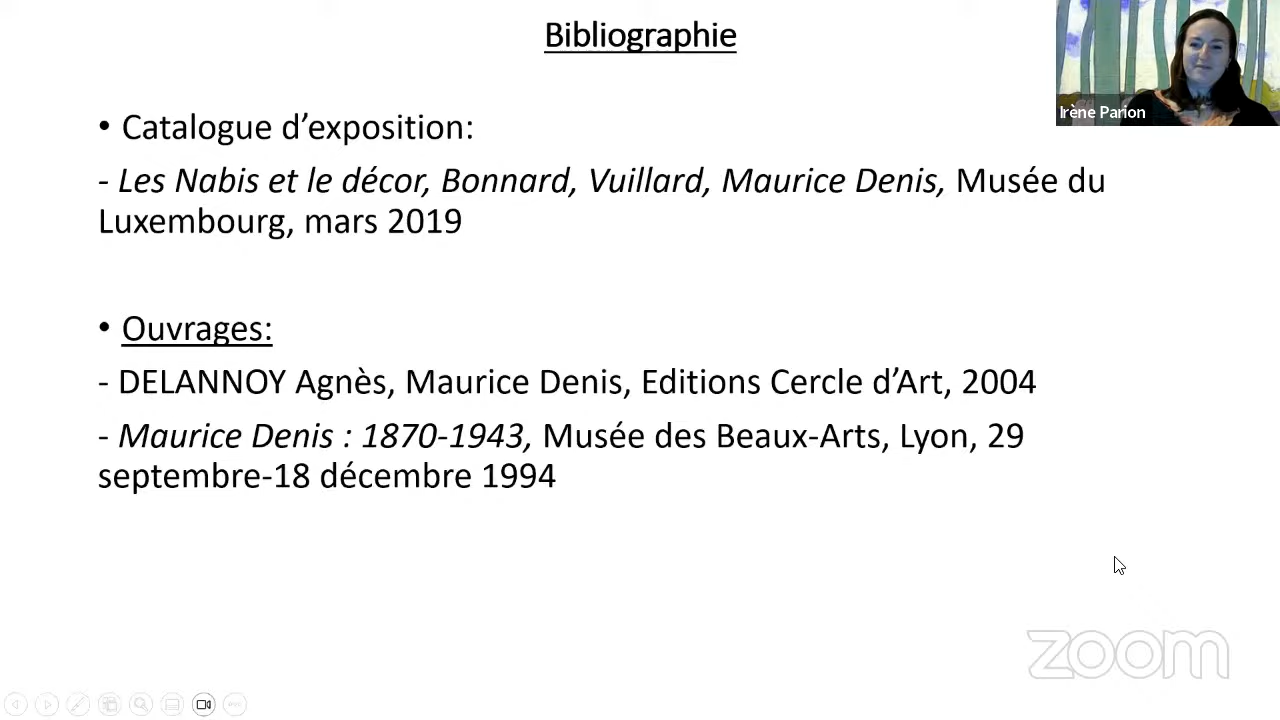 Bibliographie
Irène Parion
• Catalogue d’exposition:
- Les Nabis et le décor, Bonnard, Vuillard, Maurice Denis, Musée du
Luxembourg, mars 2019
• Ouvrages:
- DELANNOY Agnès, Maurice Denis, Editions Cercle d’Art, 2004
- Maurice Denis : 1870-1943, Musée des Beaux-Arts, Lyon, 29
septembre-18 décembre 1994
zoom